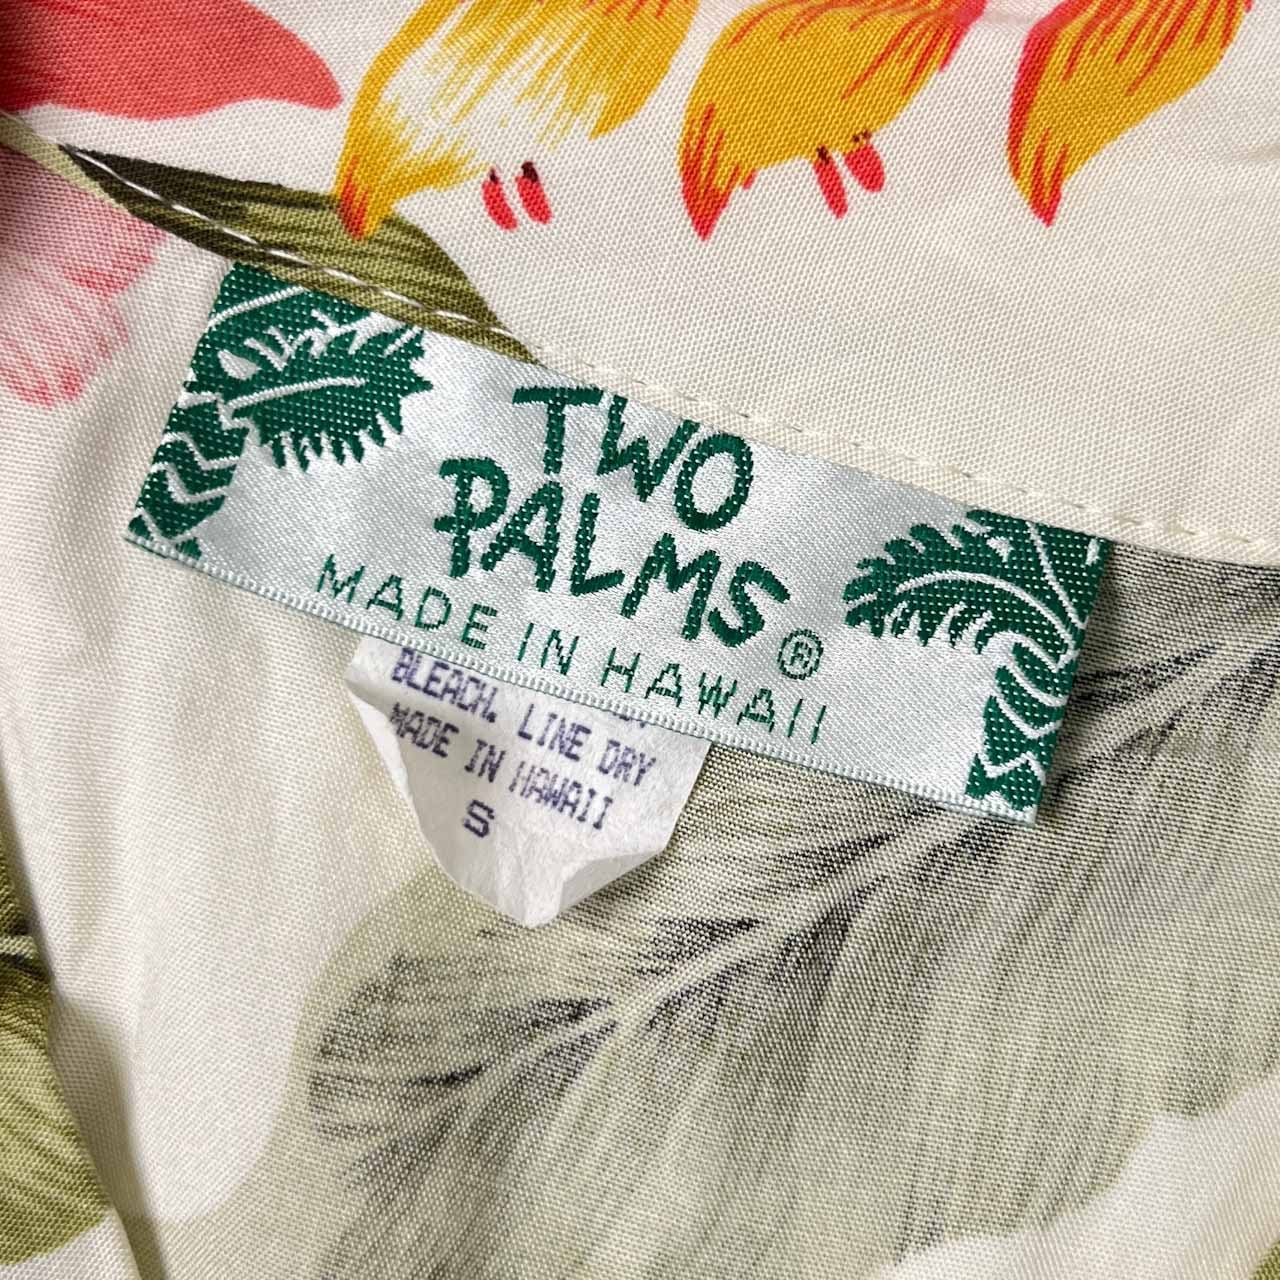 TWO
PALMS®
MADE IN HAWAII
BLEACH. LINE DRY
MADE IN HAWAII
S